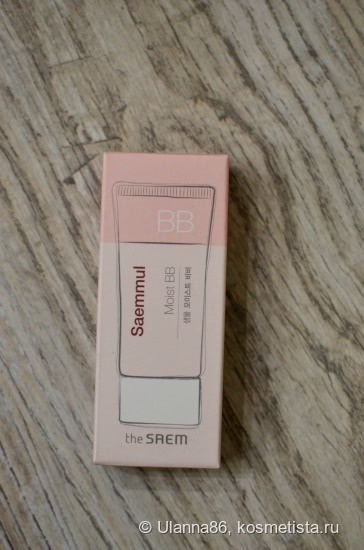 BB
Saemmul
Moist BB
샘물 모이스트 비비
the SAEM
© Ulanna86, kosmetista.ru